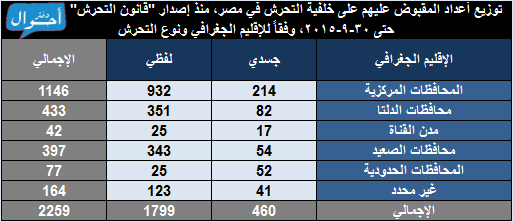 توزيع أعداد المقبوض عليهم على خلفية التحرش في مصر، منذ إصدار "قانون التحرش"
حتى ٣٠-٩-٢٠١٥، وفقاً للإقليم الجغرافي ونوع التحرش
دفتر
أحوال
الإقليم الجغرافي جسدي لفظي الإجمالي
المحافظات المركزية 214 932 1146
محافظات الدلتا 82 351 433
مدن القناة 17 25 42
محافظات الصعيد 54 343 397
المحافظات الحدودية 52 25 77
غير محدد 41 123 164
الإجمالي 460 1799 2259